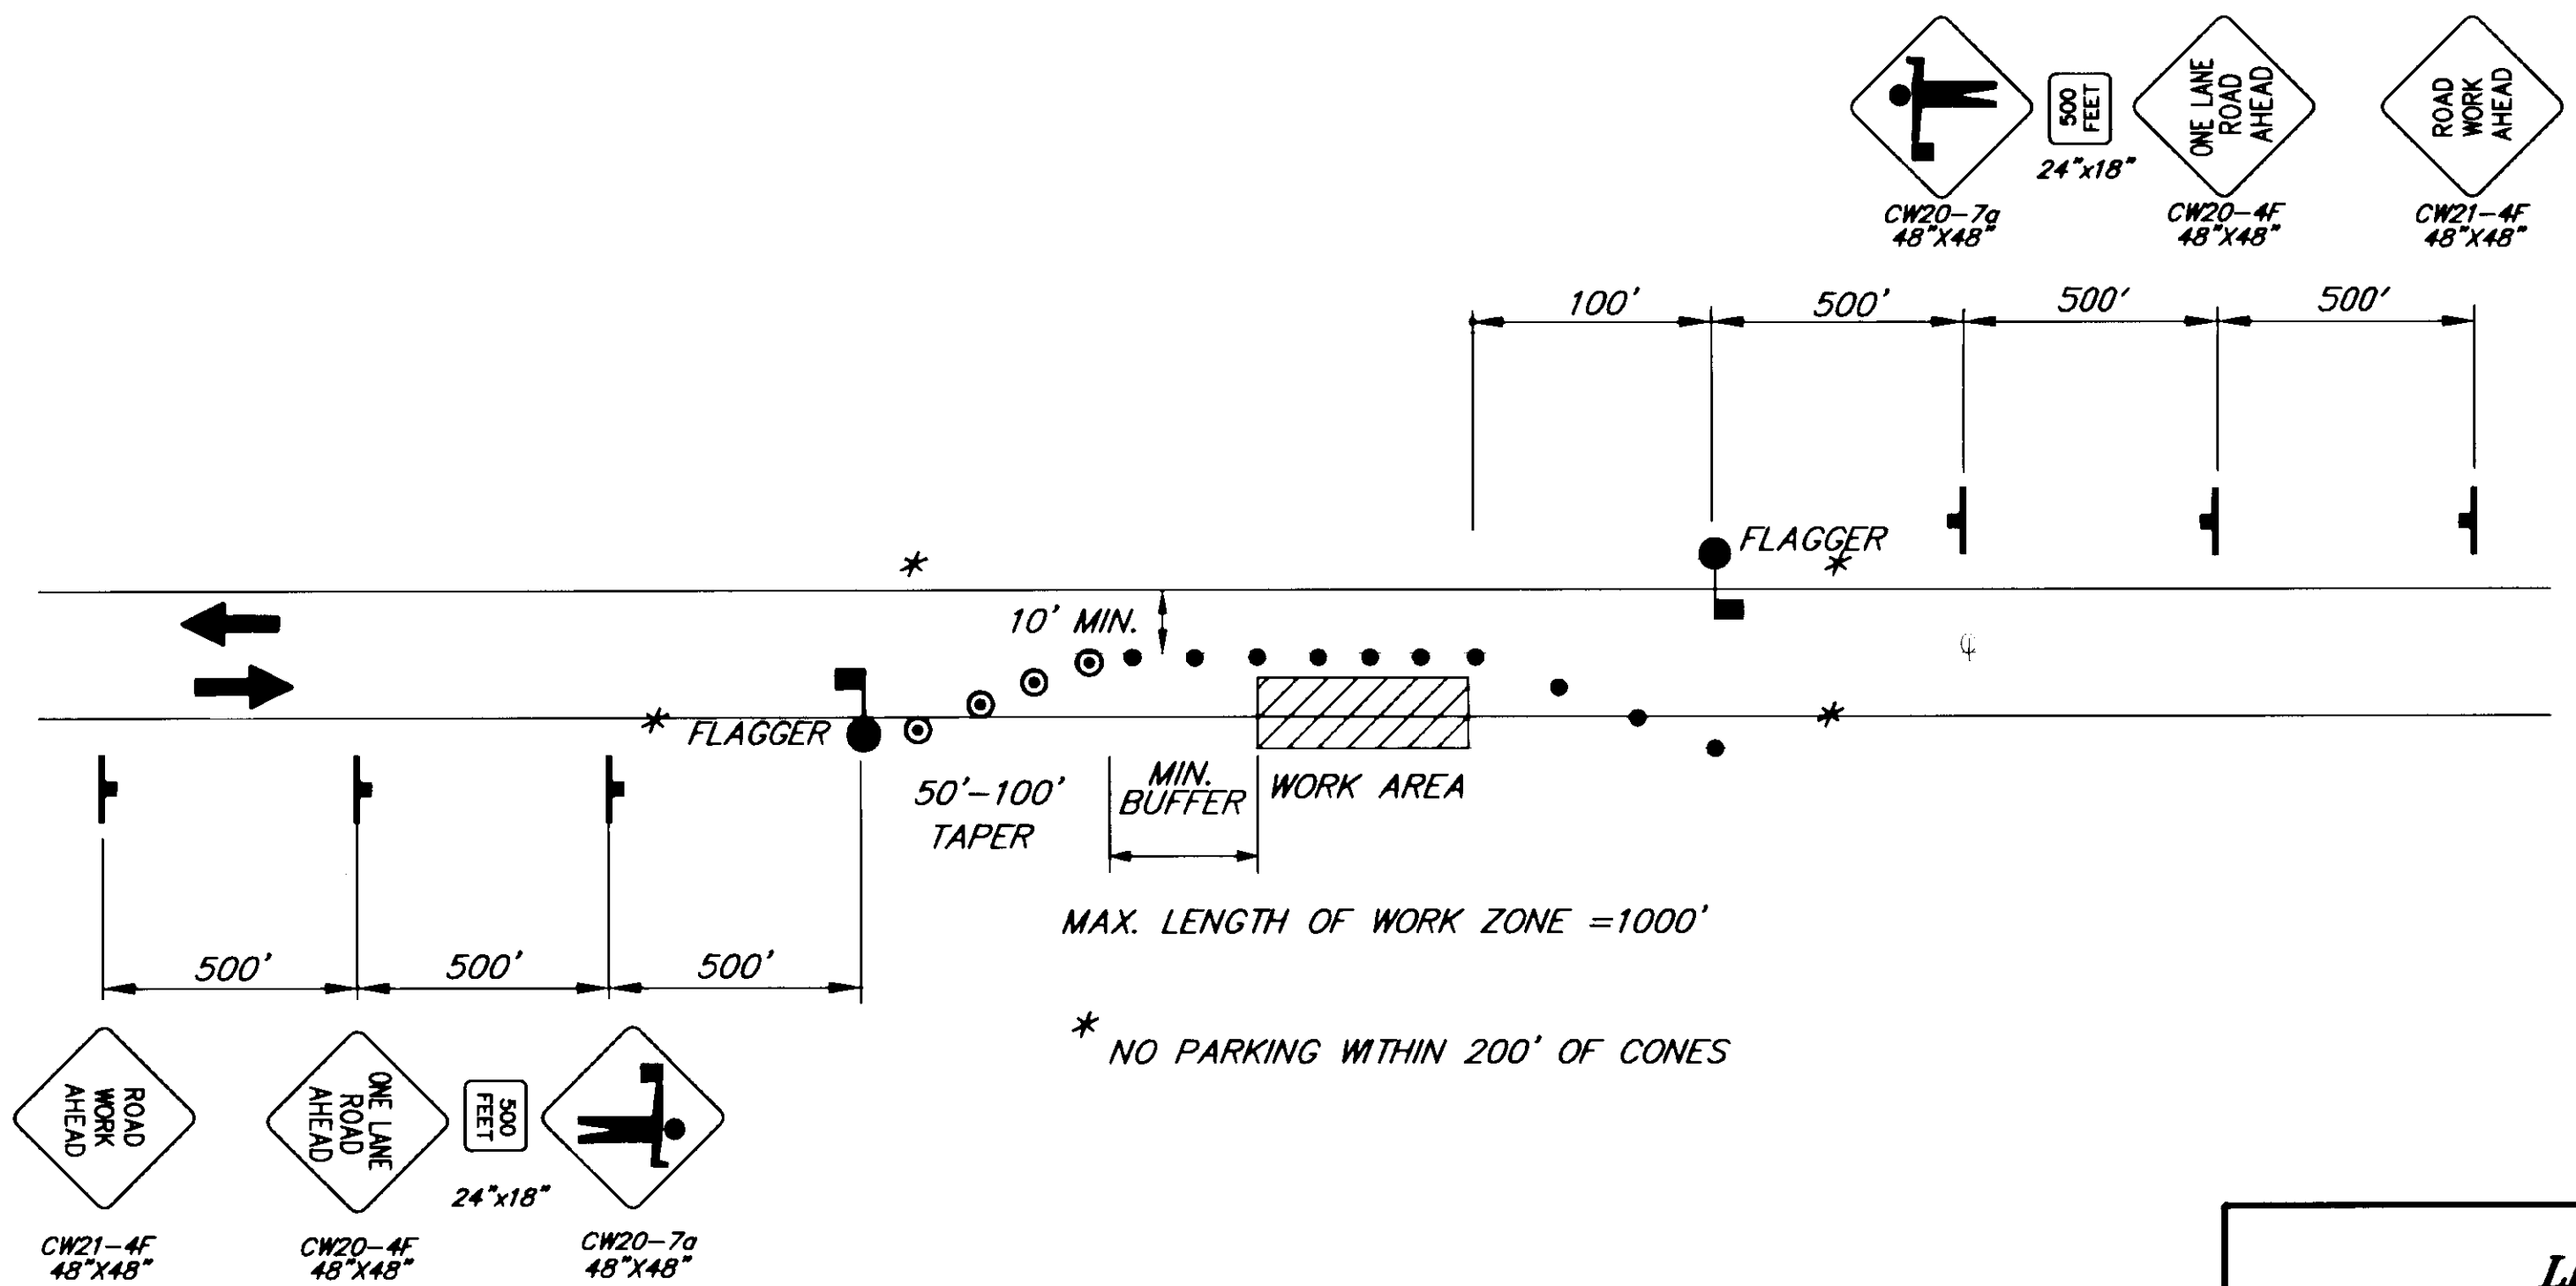 500
FEET
ONE LANE
ROAD
AHEAD
ROAD
WORK
AHEAD
24"x18"
CW20-7a
48"X48"
CW20-4F
48"X48"
CW21-4F
48"X48"
100'
500'
500'
500'
FLAGGER
*
*
10' MIN.
℄
*
FLAGGER
*
50'-100'
TAPER
MIN.
BUFFER
WORK AREA
MAX. LENGTH OF WORK ZONE =1000'
500'
500'
500'
* NO PARKING WITHIN 200' OF CONES
ROAD
WORK
AHEAD
ONE LANE
ROAD
AHEAD
500
FEET
24"x18"
CW21-4F
48"X48"
CW20-4F
48"X48"
CW20-7a
48"X48"